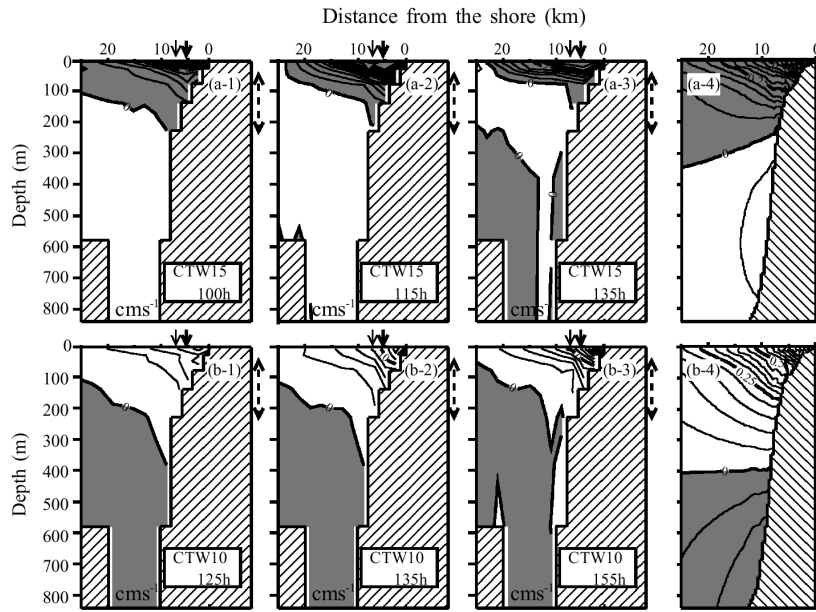 Distance from the shore (km)
20 10 0
20 10 0
20 10 0
20 10 0
Depth (m)
0
100
200
300
400
500
600
700
800
(a-1)
0
CTW15
100h
cms⁻¹
(a-2)
0
CTW15
115h
cms⁻¹
(a-3)
0
0
CTW15
135h
cms⁻¹
(a-4)
0
Depth (m)
0
100
200
300
400
500
600
700
800
(b-1)
0
CTW10
125h
cms⁻¹
(b-2)
0
CTW10
135h
cms⁻¹
(b-3)
0
CTW10
155h
cms⁻¹
(b-4)
0.25
0